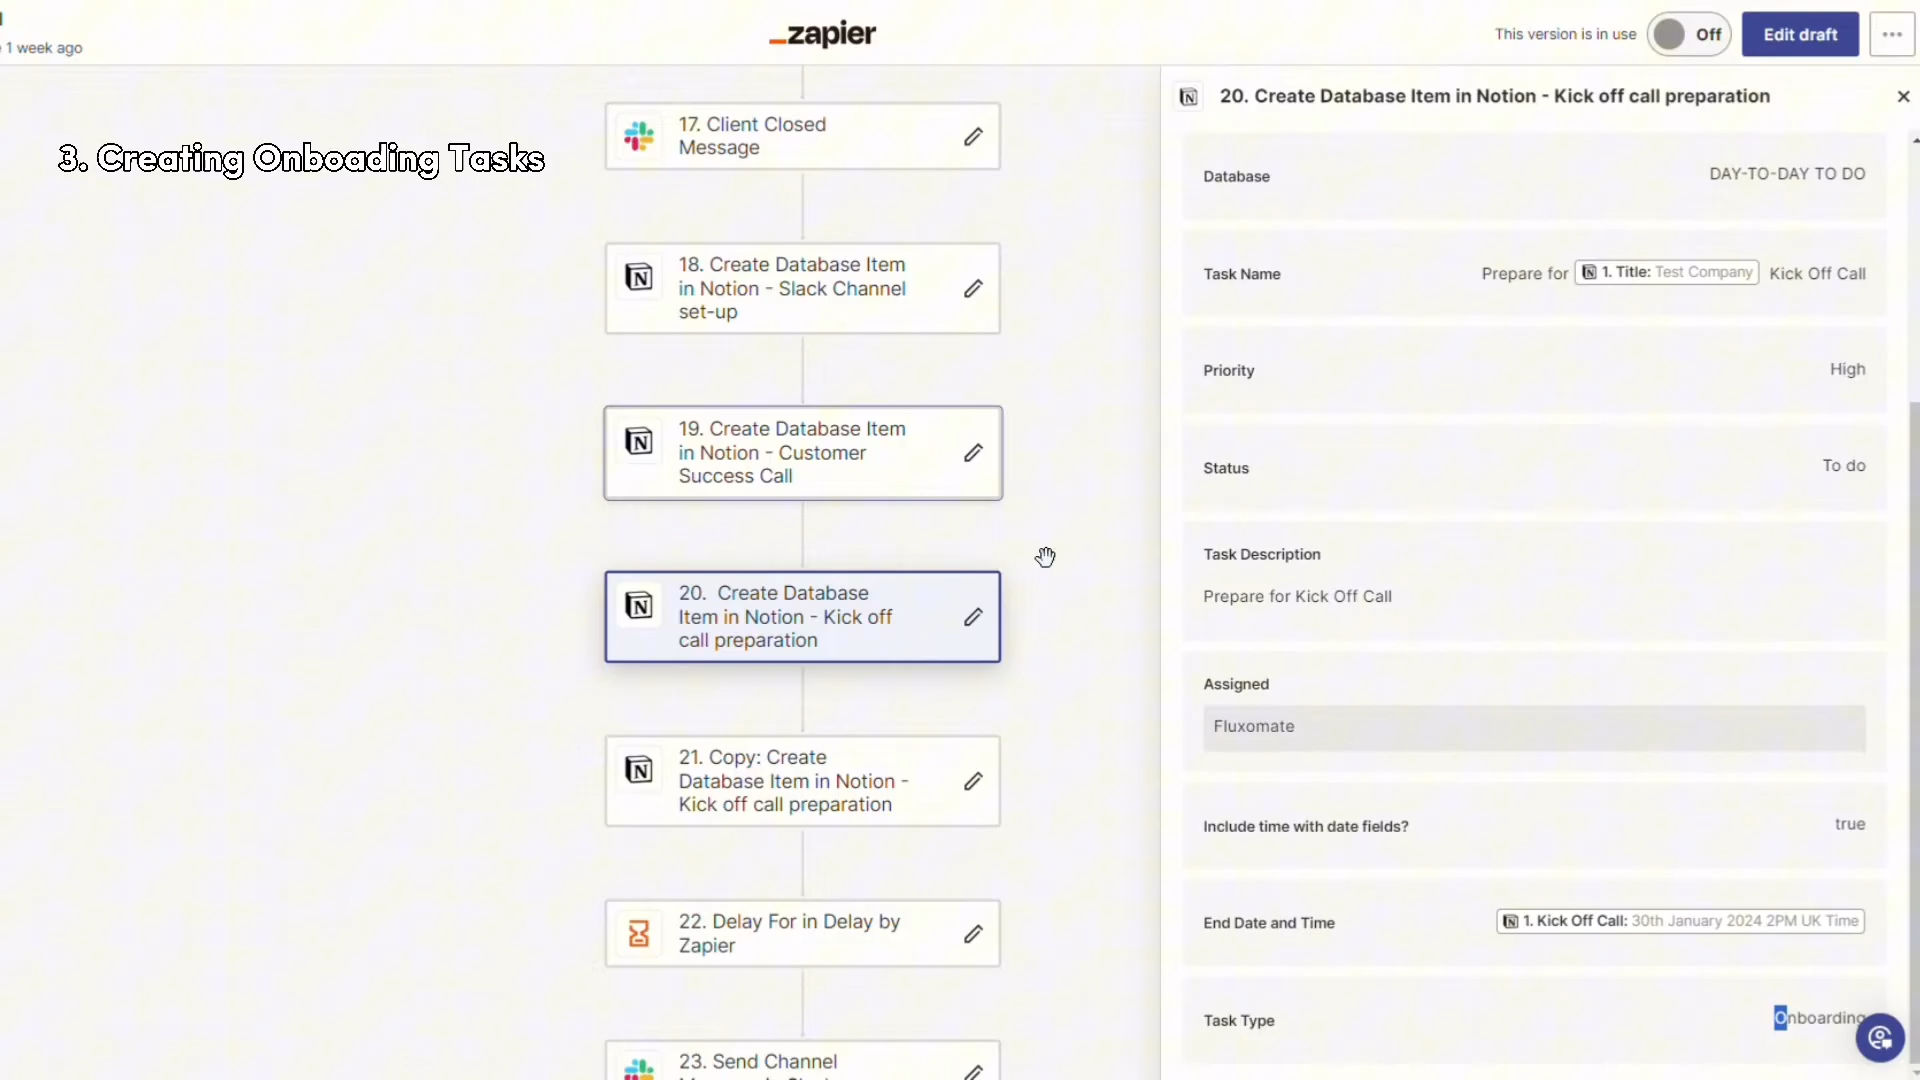 1 week ago
zapier
This version is in use
Off
Edit draft
3. Creating Onboading Tasks
17. Client Closed
Message
18. Create Database Item
in Notion - Slack Channel
set-up
19. Create Database Item
in Notion - Customer
Success Call
20. Create Database
Item in Notion - Kick off
call preparation
21. Copy: Create
Database Item in Notion -
Kick off call preparation
22. Delay For in Delay by
Zapier
23. Send Channel
20. Create Database Item in Notion - Kick off call preparation
Database DAY-TO-DAY TO DO
Task Name Prepare for 1. Title: Test Company Kick Off Call
Priority High
Status To do
Task Description
Prepare for Kick Off Call
Assigned
Fluxomate
Include time with date fields? true
End Date and Time 1. Kick Off Call: 30th January 2024 2PM UK Time
Task Type Onboarding